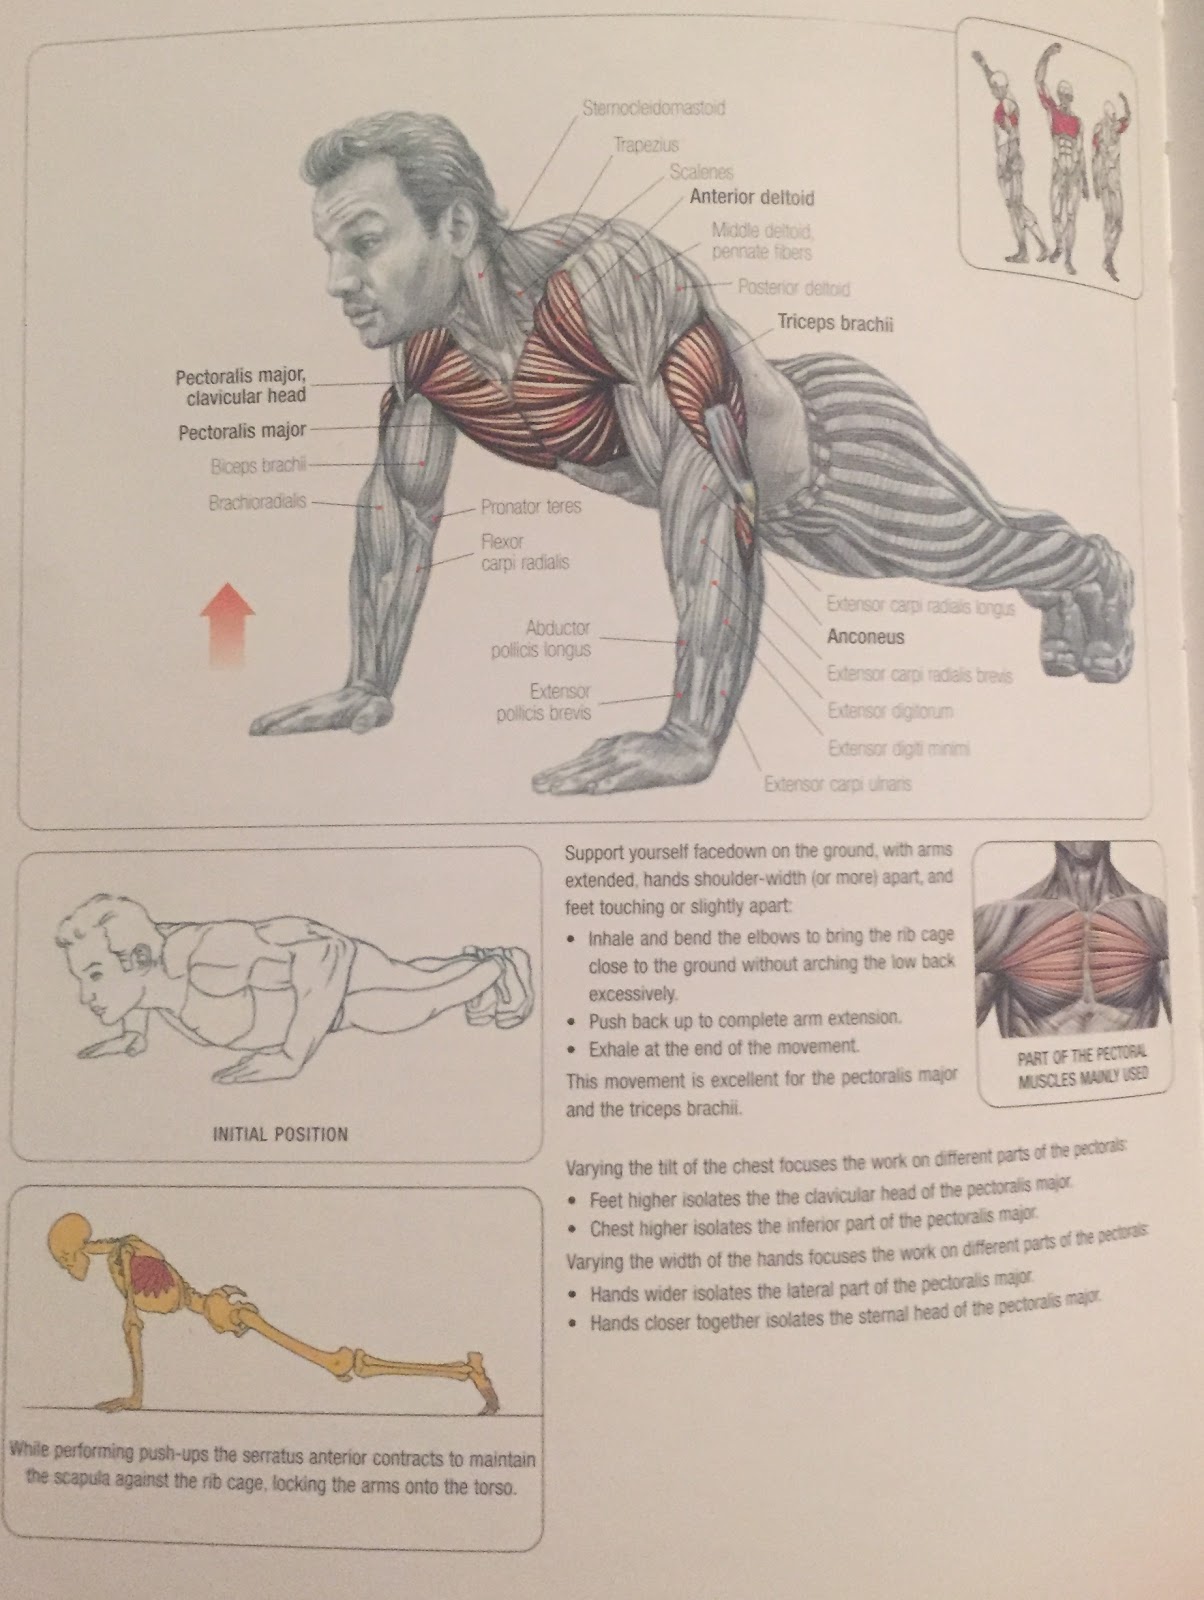 Sternocleidomastoid
Trapezius
Scalenes
Anterior deltoid
Middle deltoid,
pennate fibers
Posterior deltoid
Triceps brachii
Pectoralis major,
clavicular head
Pectoralis major
Biceps brachii
Brachioradialis
Pronator teres
Flexor
carpi radialis
Abductor
pollicis longus
Extensor
pollicis brevis
Extensor carpi radialis longus
Anconeus
Extensor carpi radialis brevis
Extensor digitorum
Extensor digiti minimi
Extensor carpi ulnaris
INITIAL POSITION
While performing push-ups the serratus anterior contracts to maintain
the scapula against the rib cage, locking the arms onto the torso.
Support yourself facedown on the ground, with arms
extended, hands shoulder-width (or more) apart, and
feet touching or slightly apart:
• Inhale and bend the elbows to bring the rib cage
close to the ground without arching the low back
excessively.
• Push back up to complete arm extension.
• Exhale at the end of the movement.
This movement is excellent for the pectoralis major
and the triceps brachii.
PART OF THE PECTORAL
MUSCLES MAINLY USED
Varying the tilt of the chest focuses the work on different parts of the pectorals:
• Feet higher isolates the the clavicular head of the pectoralis major.
• Chest higher isolates the inferior part of the pectoralis major.
Varying the width of the hands focuses the work on different parts of the pectorals:
• Hands wider isolates the lateral part of the pectoralis major.
• Hands closer together isolates the sternal head of the pectoralis major.